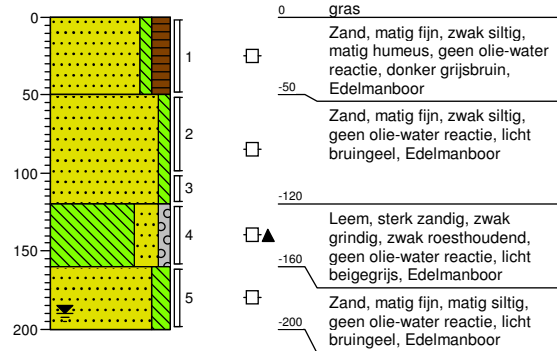 0
50
100
150
200
1
2
3
4
5
0
gras
Zand, matig fijn, zwak siltig,
matig humeus, geen olie-water
reactie, donker grijsbruin,
Edelmanboor
-50
Zand, matig fijn, zwak siltig,
geen olie-water reactie, licht
bruingeel, Edelmanboor
-120
Leem, sterk zandig, zwak
grindig, zwak roesthoudend,
geen olie-water reactie, licht
beigegrijs, Edelmanboor
-160
Zand, matig fijn, matig siltig,
geen olie-water reactie, licht
bruingeel, Edelmanboor
-200